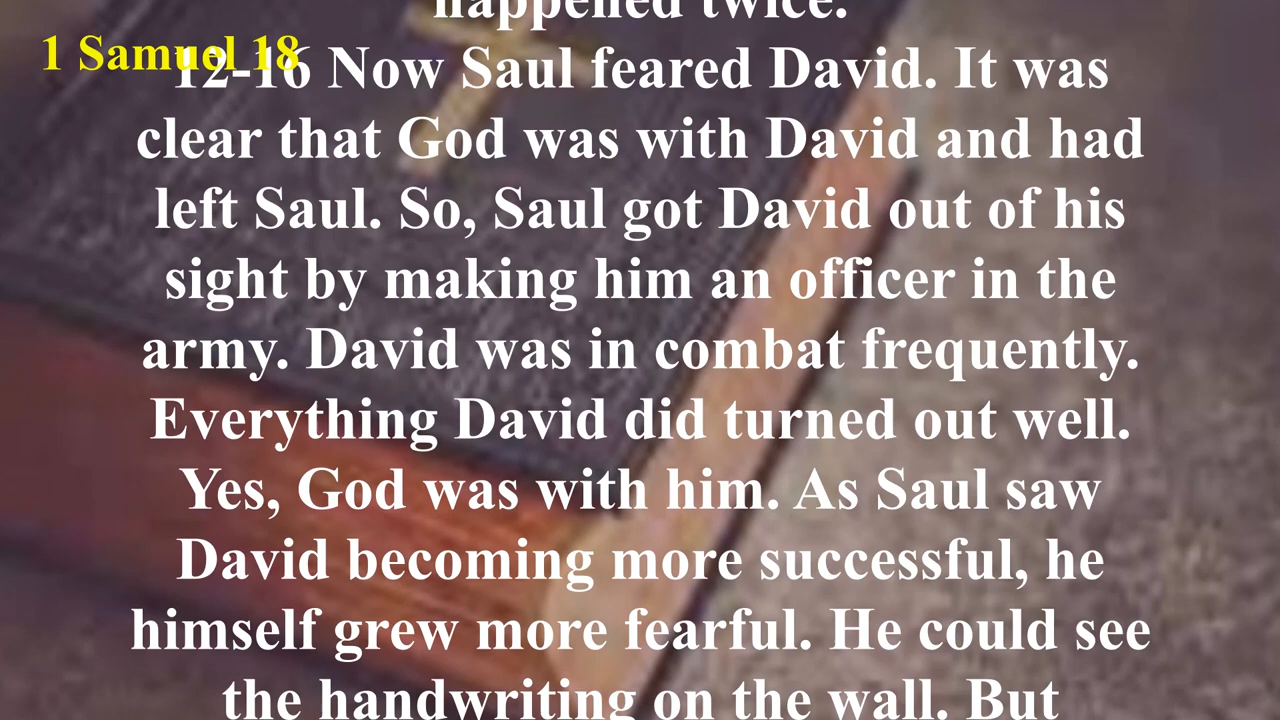 happened twice.
1 Samuel 18
12-16 Now Saul feared David. It was
clear that God was with David and had
left Saul. So, Saul got David out of his
sight by making him an officer in the
army. David was in combat frequently.
Everything David did turned out well.
Yes, God was with him. As Saul saw
David becoming more successful, he
himself grew more fearful. He could see
the handwriting on the wall. But